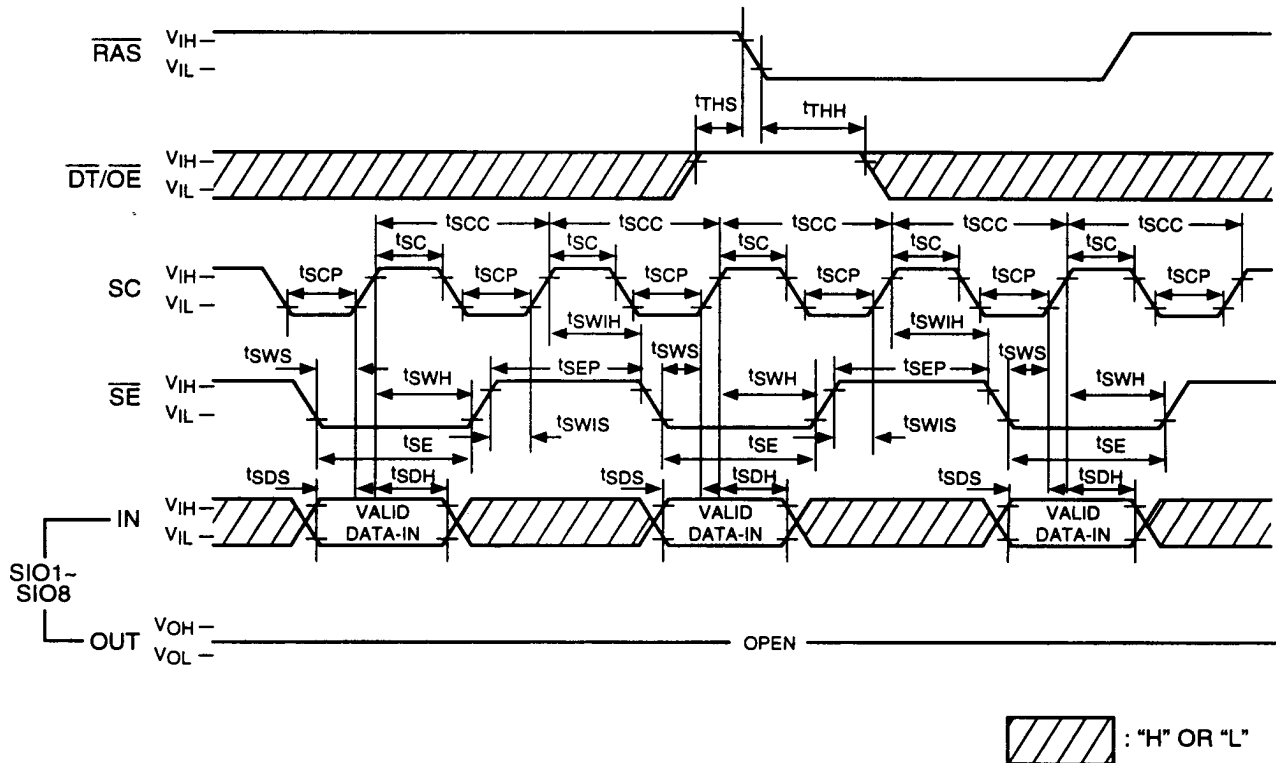 RAS VIH VIL
tTHS tTHH
DT/OE VIH VIL
tSCC tSCC tSCC tSCC tSCC
tSC tSC tSC tSC tSC
SC VIH VIL tSCP tSCP tSCP tSCP tSCP tSCP
tSWIH tSWIH
tSWS tSEP tSWS tSEP tSWS
SE VIH VIL tSWH tSWH tSWH
tSWIS tSWIS
tSE tSE tSE
tSDS tSDH tSDS tSDH tSDS tSDH
IN VIH VIL VALID DATA-IN VALID DATA-IN VALID DATA-IN
SIO1~
SIO8
OUT VOH VOL OPEN
: "H" OR "L"